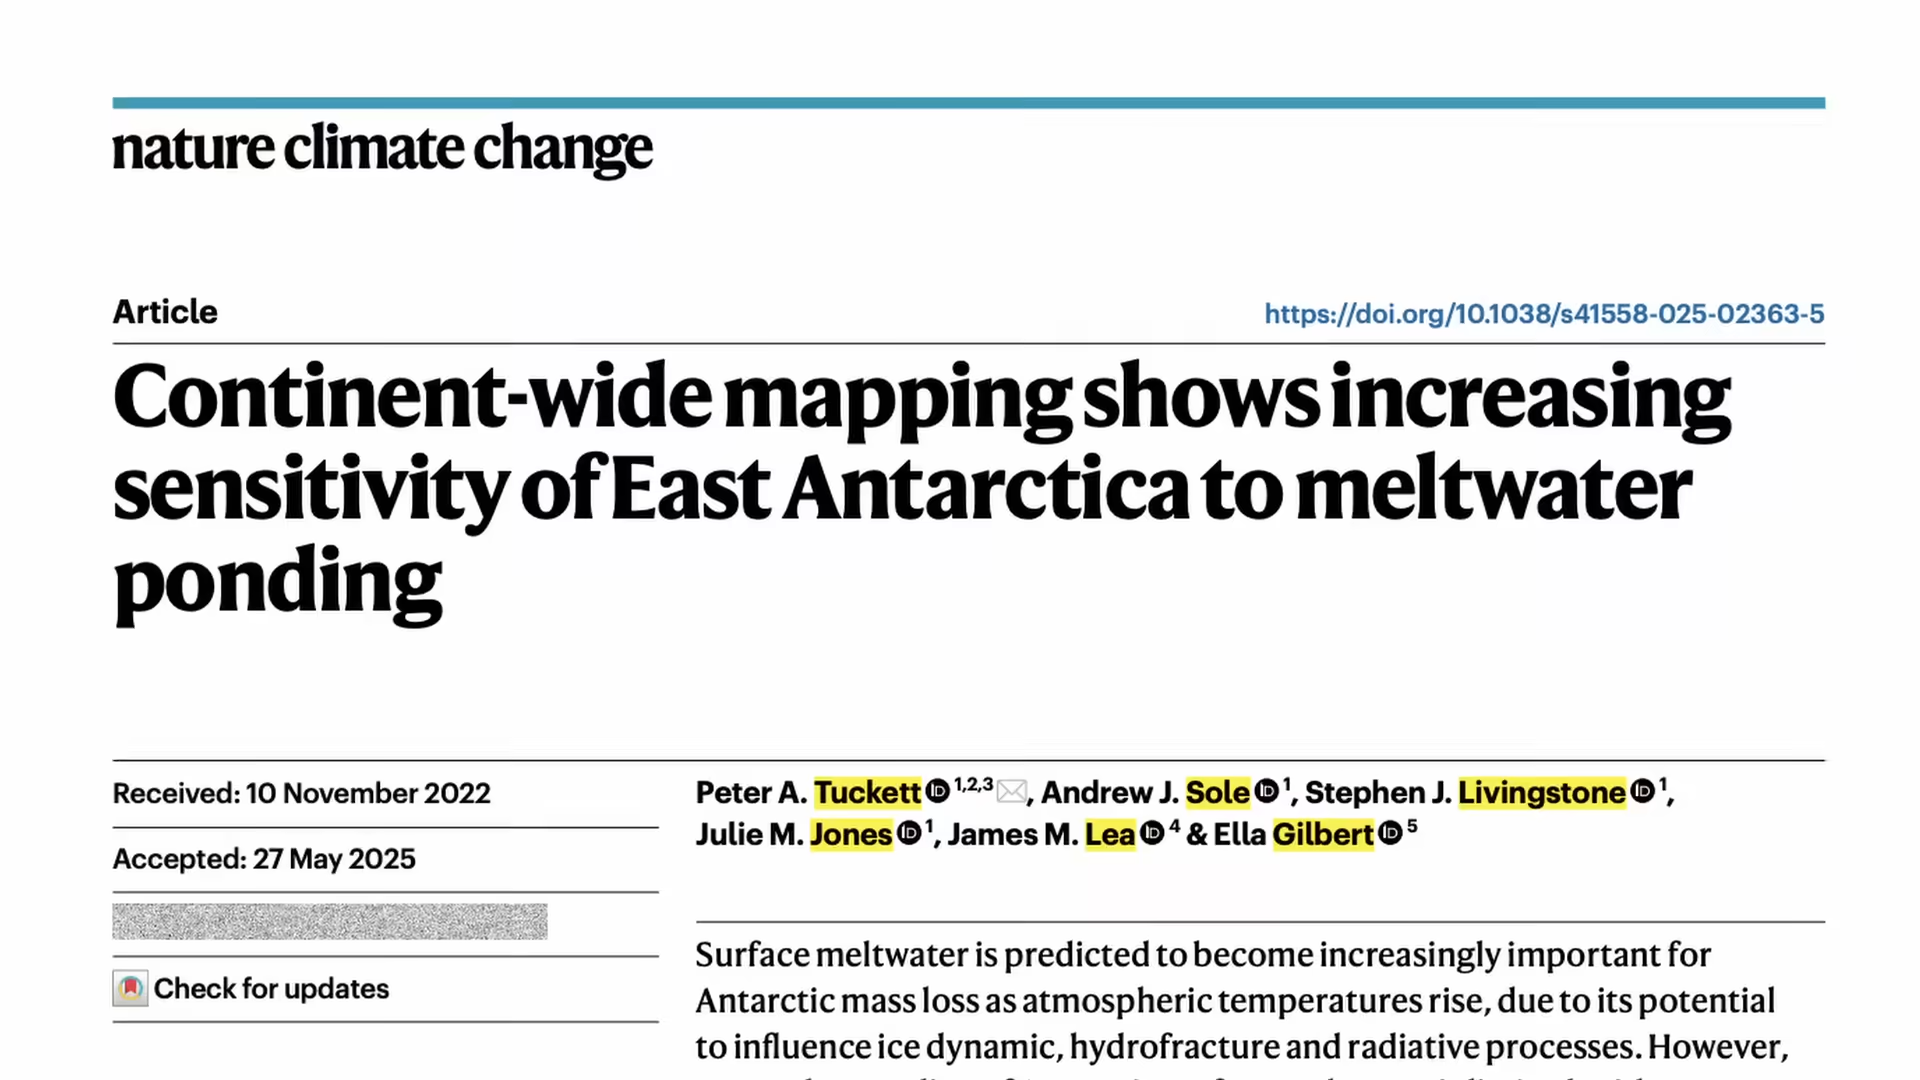 nature climate change
Article
https://doi.org/10.1038/s41558-025-02363-5
Continent-wide mapping shows increasing
sensitivity of East Antarctica to meltwater
ponding
Received: 10 November 2022
Accepted: 27 May 2025
Check for updates
Peter A. Tuckett 1,2,3, Andrew J. Sole 1, Stephen J. Livingstone 1,
Julie M. Jones 1, James M. Lea 4 & Ella Gilbert 5
Surface meltwater is predicted to become increasingly important for
Antarctic mass loss as atmospheric temperatures rise, due to its potential
to influence ice dynamic, hydrofracture and radiative processes. However,